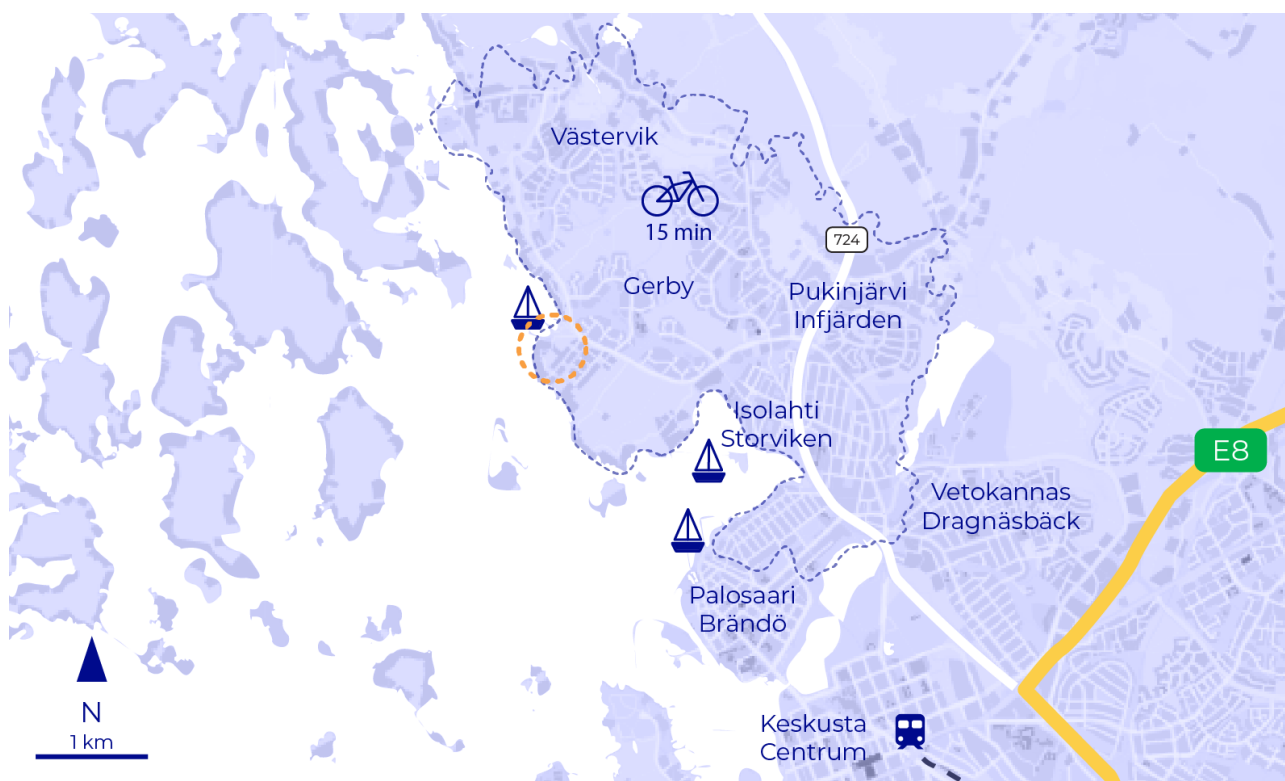 Västervik
15 min
724
Gerby
Pukinjärvi
Infjärden
Isolahti
Storviken
E8
Vetokannas
Dragnäsbäck
Palosaari
Brändö
N
1 km
Keskusta
Centrum